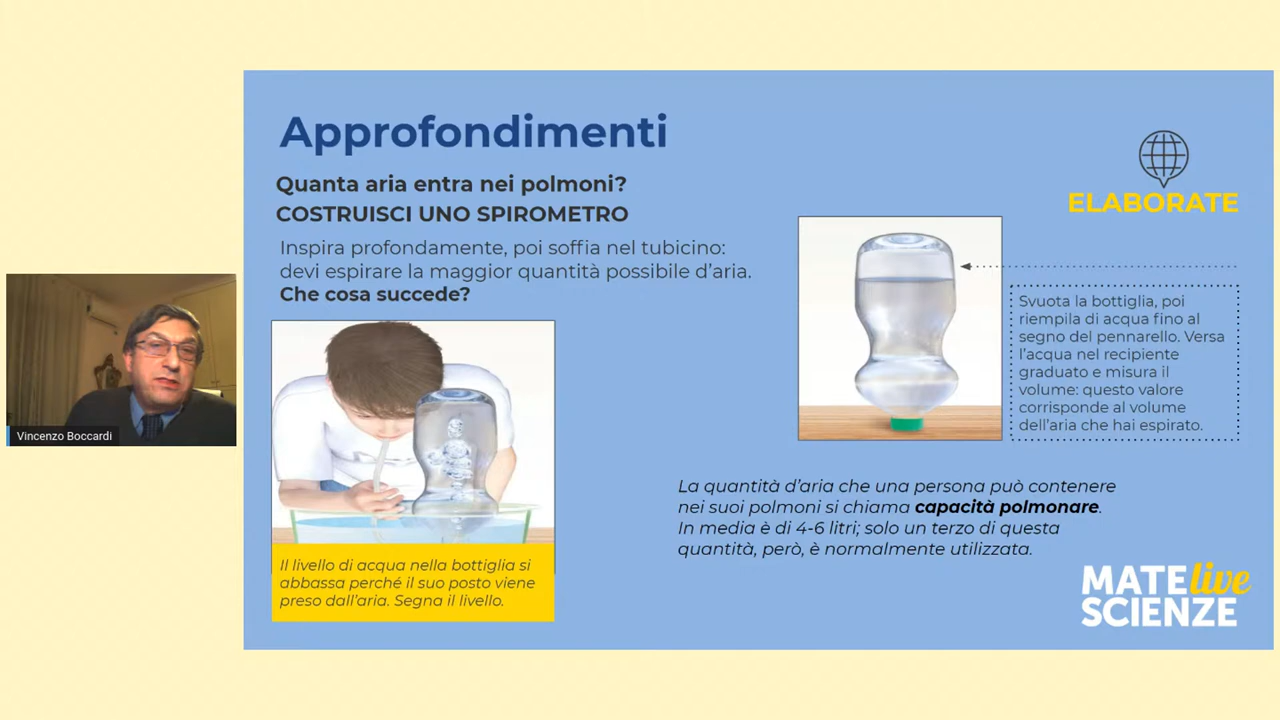 Approfondimenti
Quanta aria entra nei polmoni?
COSTRUISCI UNO SPIROMETRO
Inspira profondamente, poi soffia nel tubicino:
devi espirare la maggior quantità possibile d'aria.
Che cosa succede?
ELABORATE
Svuota la bottiglia, poi
riempila di acqua fino al
segno del pennarello. Versa
l'acqua nel recipiente
graduato e misura il
volume: questo valore
corrisponde al volume
dell'aria che hai espirato.
Vincenzo Boccardi
La quantità d'aria che una persona può contenere
nei suoi polmoni si chiama capacità polmonare.
In media è di 4-6 litri; solo un terzo di questa
quantità, però, è normalmente utilizzata.
Il livello di acqua nella bottiglia si
abbassa perché il suo posto viene
preso dall'aria. Segna il livello.
MATE live
SCIENZE